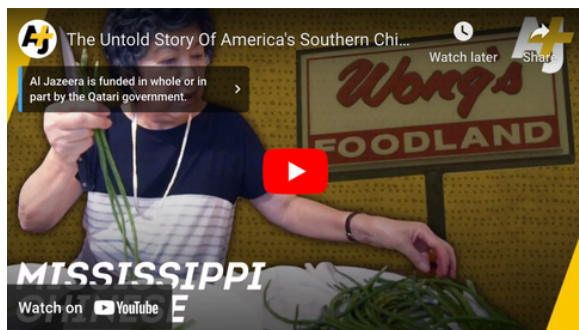 The Untold Story Of America's Southern Chi...
Watch later
Share
Al Jazeera is funded in whole or in
part by the Qatari government.
Wong's
FOODLAND
MISSISSIPPI
CHINESE
Watch on YouTube